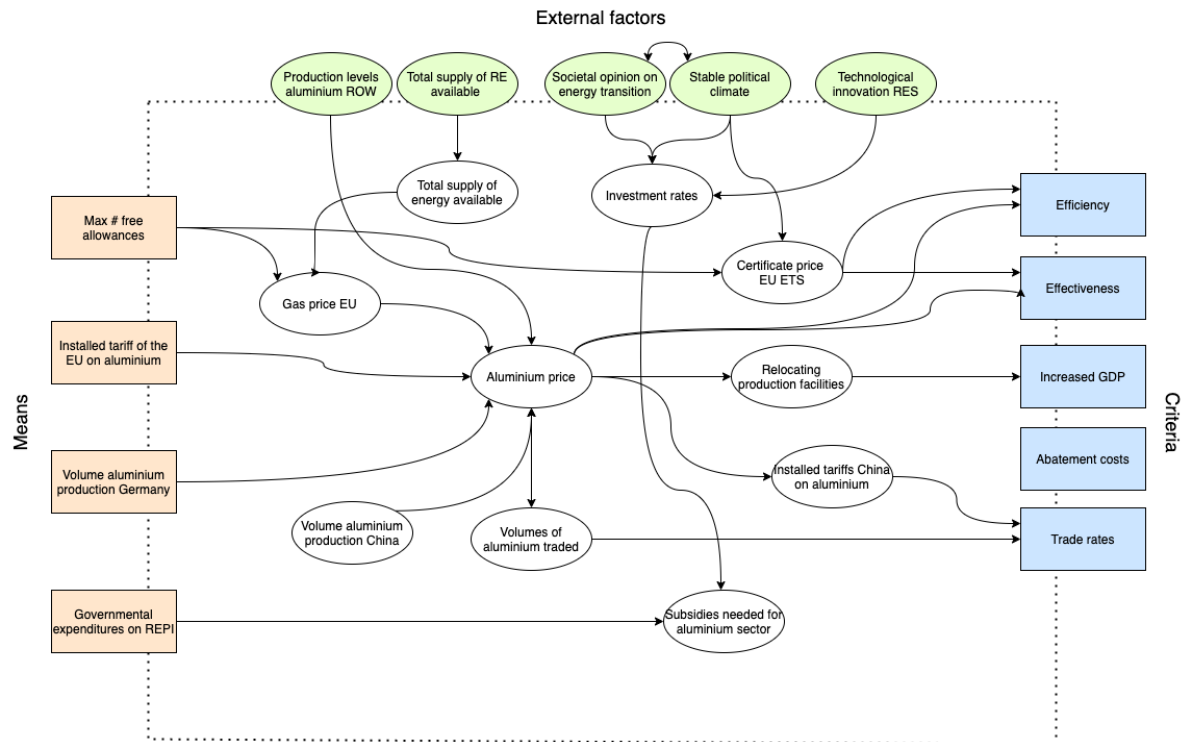 External factors
Production levels
aluminium ROW
Total supply of RE
available
Societal opinion on
energy transition
Stable political
climate
Technological
innovation RES
Total supply of
energy available
Investment rates
Max # free
allowances
Efficiency
Certificate price
EU ETS
Gas price EU
Effectiveness
Installed tariff of the
EU on aluminium
Aluminium price
Relocating
production facilities
Increased GDP
Means
Criteria
Volume aluminium
production Germany
Installed tariffs China
on aluminium
Abatement costs
Volume aluminium
production China
Volumes of
aluminium traded
Trade rates
Governmental
expenditures on REPI
Subsidies needed for
aluminium sector